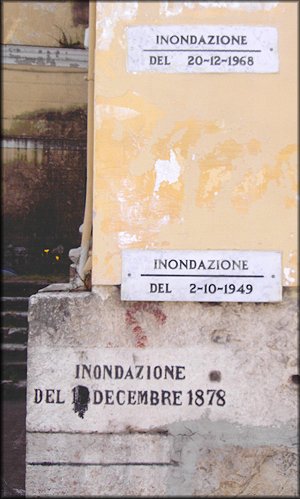 INONDAZIONE
DEL 20-12-1968
INONDAZIONE
DEL 2-10-1949
INONDAZIONE
DEL DECEMBRE 1878